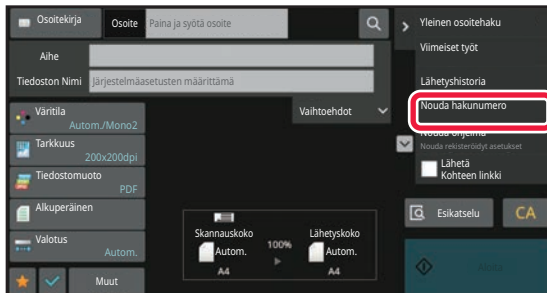 Osoitekirja
Osoite
Paina ja syötä osoite
Aihe
Tiedoston Nimi
Järjestelmäasetusten määrittämä
Vaihtoehdot
Väritila
Autom./Mono2
Tarkkuus
200x200dpi
Tiedostomuoto
PDF
Alkuperäinen
Valotus
Autom.
Muut
Skannauskoko
Autom.
A4
100%
Lähetyskoko
Autom.
A4
Yleinen osoitehaku
Viimeiset työt
Lähetyshistoria
Nouda hakunumero
Nouda ohjelma
Nouda rekisteröidyt asetukset
Lähetä
Kohteen linkki
Esikatselu
CA
Aloita